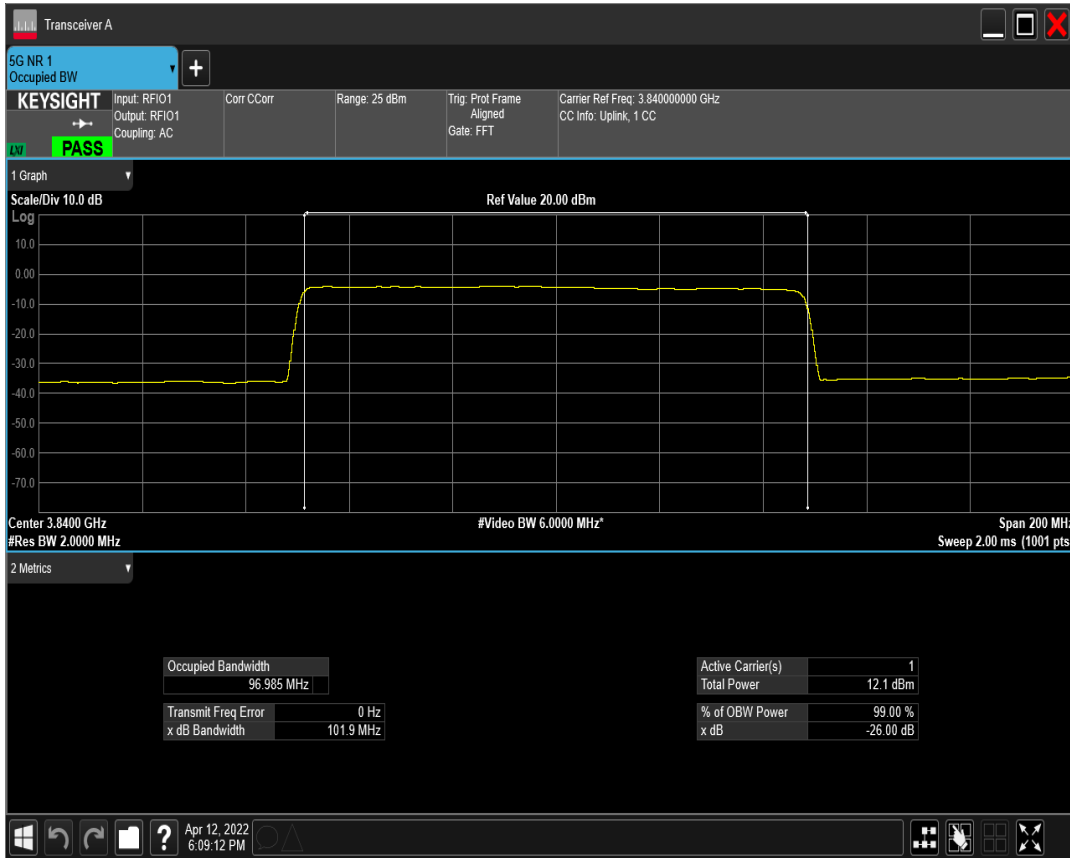 Transceiver A
5G NR 1
Occupied BW
+
KEYSIGHT
LXI
PASS
Input: RFIO1
Output: RFIO1
Coupling: AC
Corr CCorr
Range: 25 dBm
Trig: Prot Frame
Aligned
Gate: FFT
Carrier Ref Freq: 3.840000000 GHz
CC Info: Uplink, 1 CC
1 Graph
Scale/Div 10.0 dB
Ref Value 20.00 dBm
Log
10.0
0.00
-10.0
-20.0
-30.0
-40.0
-50.0
-60.0
-70.0
Center 3.8400 GHz
#Video BW 6.0000 MHz*
Span 200 MHz
#Res BW 2.0000 MHz
Sweep 2.00 ms (1001 pts
2 Metrics
Occupied Bandwidth
96.985 MHz
Transmit Freq Error 0 Hz
x dB Bandwidth 101.9 MHz
Active Carrier(s) 1
Total Power 12.1 dBm
% of OBW Power 99.00 %
x dB -26.00 dB
?
Apr 12, 2022
6:09:12 PM